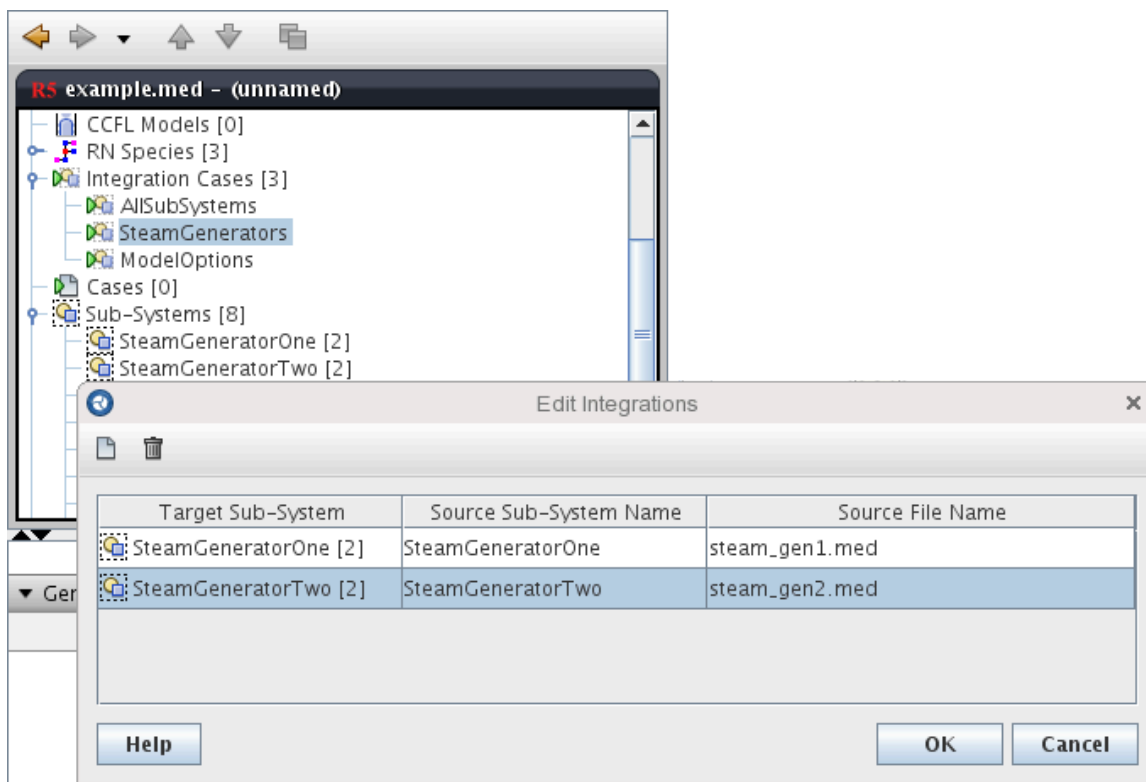 R5 example.med - (unnamed)
CCFL Models [0]
RN Species [3]
Integration Cases [3]
AllSubSystems
SteamGenerators
ModelOptions
Cases [0]
Sub-Systems [8]
SteamGeneratorOne [2]
SteamGeneratorTwo [2]
Edit Integrations
Target Sub-System Source Sub-System Name Source File Name
SteamGeneratorOne [2] SteamGeneratorOne steam_gen1.med
SteamGeneratorTwo [2] SteamGeneratorTwo steam_gen2.med
Ger
Help OK Cancel